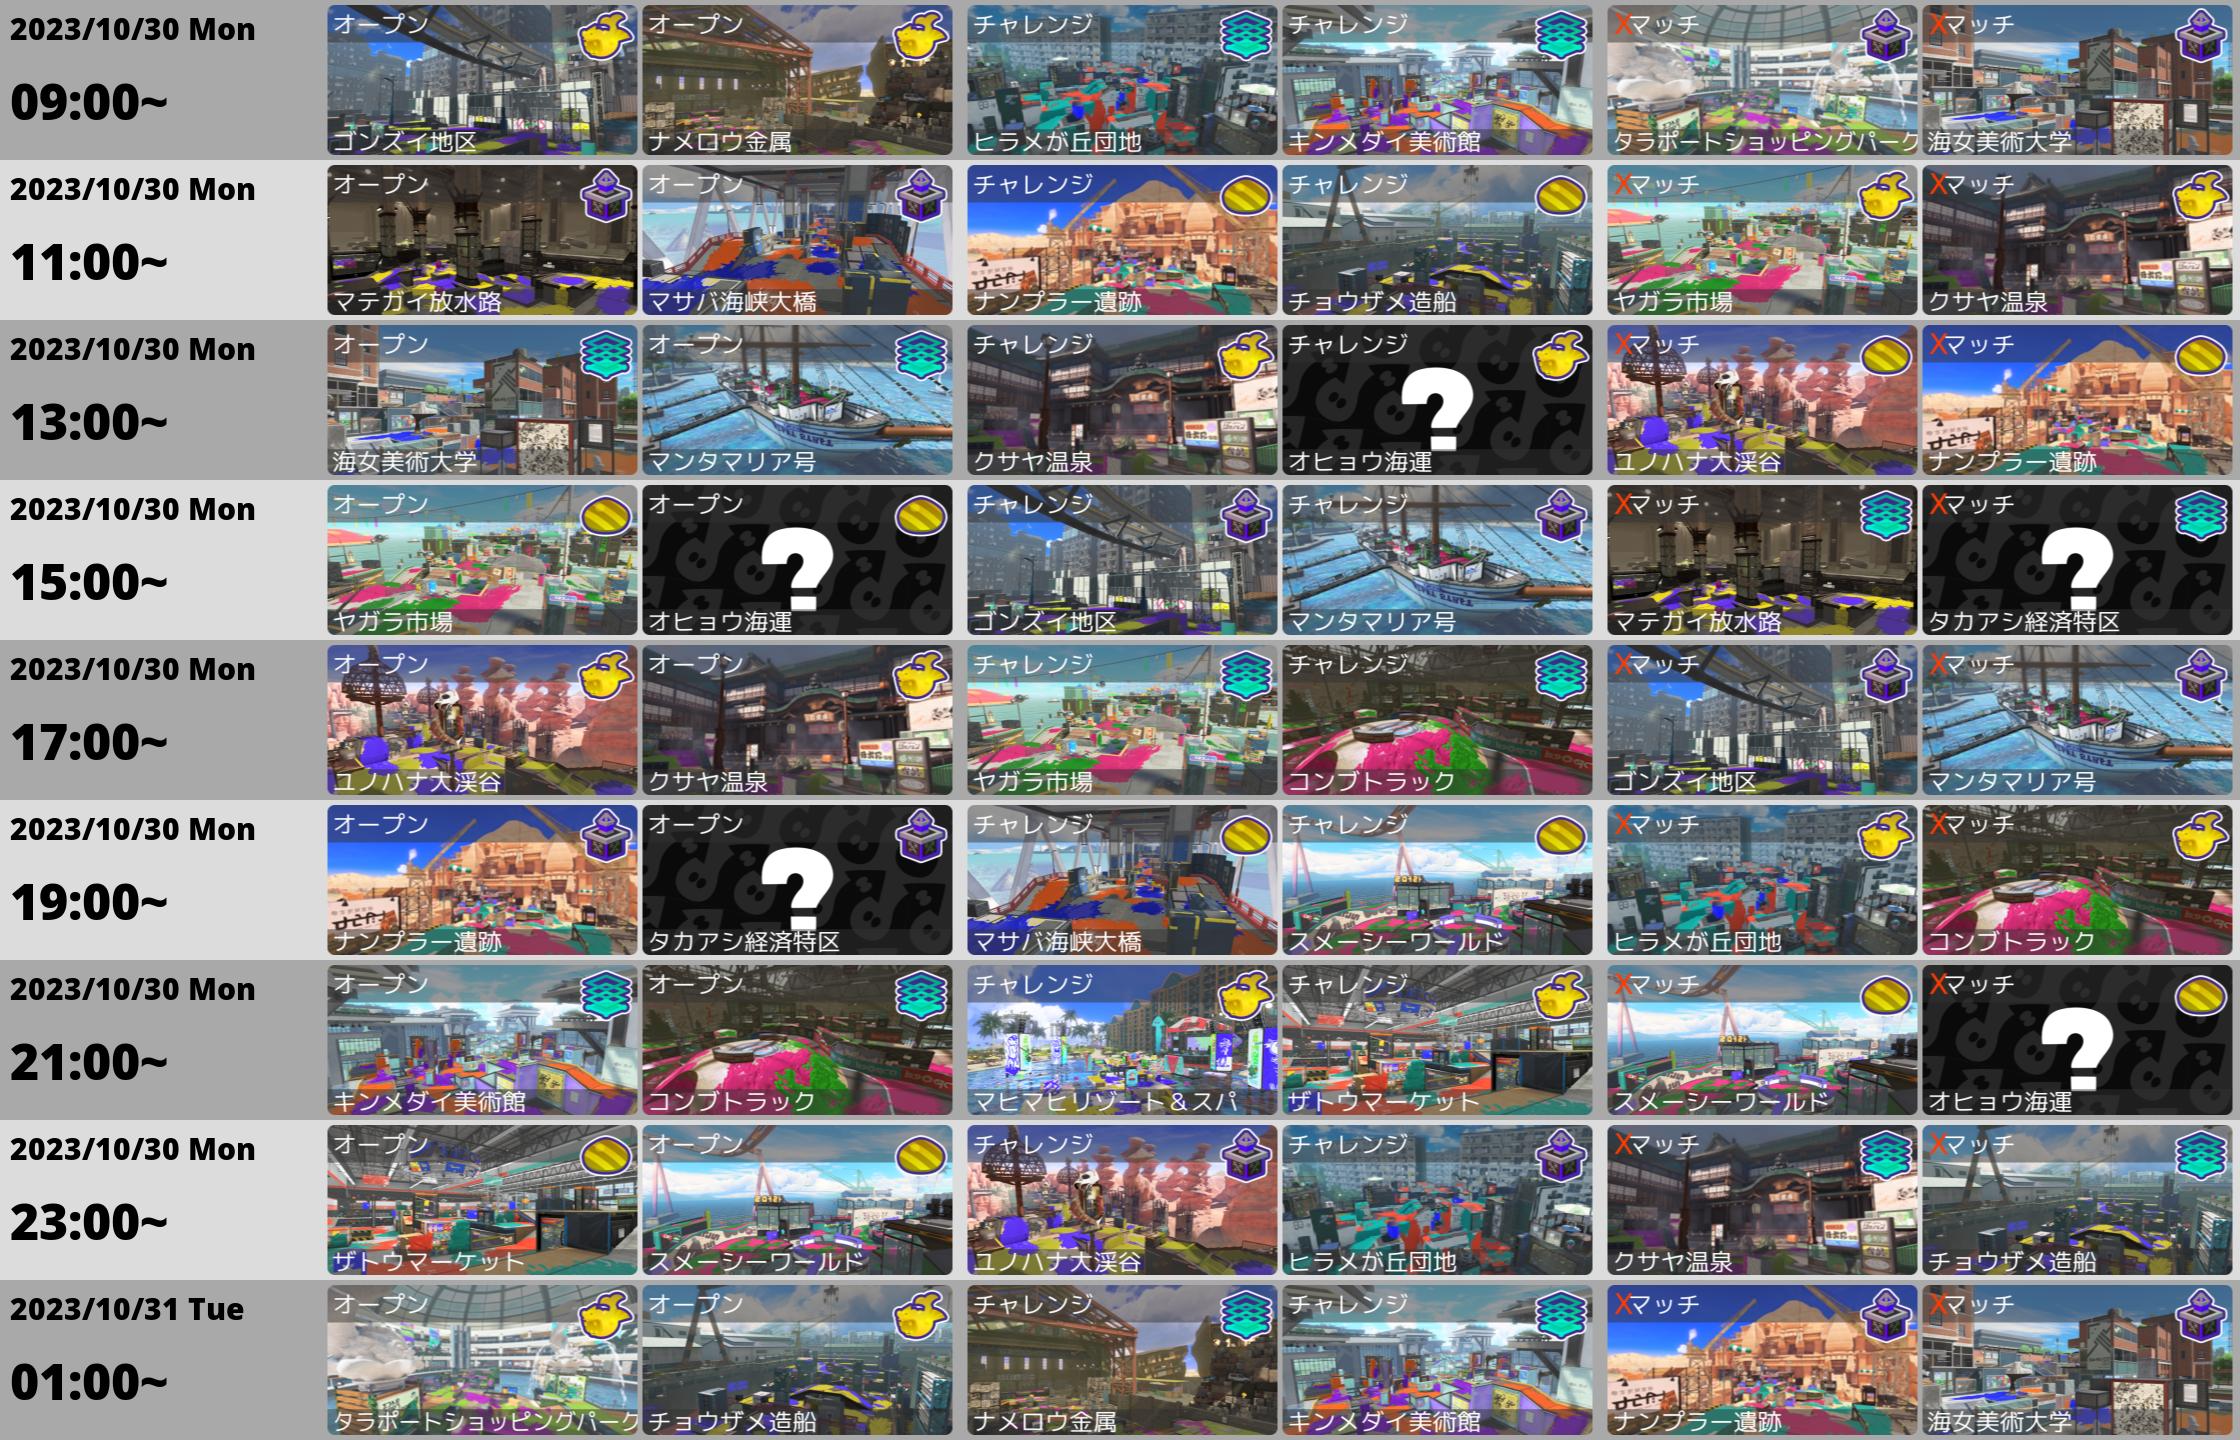 2023/10/30 Mon
09:00~
オープン
ゴンズイ地区
オープン
ナメロウ金属
チャレンジ
ヒラメが丘団地
チャレンジ
キンメダイ美術館
Xマッチ
タラポートショッピングパーク
Xマッチ
海女美術大学
2023/10/30 Mon
11:00~
オープン
マテガイ放水路
オープン
マサバ海峡大橋
チャレンジ
ナンプラー遺跡
チャレンジ
チョウザメ造船
Xマッチ
ヤガラ市場
Xマッチ
クサヤ温泉
2023/10/30 Mon
13:00~
オープン
海女美術大学
オープン
マンタマリア号
チャレンジ
クサヤ温泉
チャレンジ
?
オヒョウ海運
Xマッチ
ユノハナ大渓谷
Xマッチ
ナンプラー遺跡
2023/10/30 Mon
15:00~
オープン
ヤガラ市場
オープン
?
オヒョウ海運
チャレンジ
ゴンズイ地区
チャレンジ
マンタマリア号
Xマッチ
マテガイ放水路
Xマッチ
?
タカアシ経済特区
2023/10/30 Mon
17:00~
オープン
ユノハナ大渓谷
オープン
クサヤ温泉
チャレンジ
ヤガラ市場
チャレンジ
コンブトラック
Xマッチ
ゴンズイ地区
Xマッチ
マンタマリア号
2023/10/30 Mon
19:00~
オープン
ナンプラー遺跡
オープン
?
タカアシ経済特区
チャレンジ
マサバ海峡大橋
チャレンジ
スメーシーワールド
Xマッチ
ヒラメが丘団地
Xマッチ
コンブトラック
2023/10/30 Mon
21:00~
オープン
キンメダイ美術館
オープン
コンブトラック
チャレンジ
マヒマヒリゾート&スパ
チャレンジ
ザトウマーケット
Xマッチ
スメーシーワールド
Xマッチ
?
オヒョウ海運
2023/10/30 Mon
23:00~
オープン
ザトウマーケット
オープン
スメーシーワールド
チャレンジ
ユノハナ大渓谷
チャレンジ
ヒラメが丘団地
Xマッチ
クサヤ温泉
Xマッチ
チョウザメ造船
2023/10/31 Tue
01:00~
オープン
タラポートショッピングパーク
オープン
チョウザメ造船
チャレンジ
ナメロウ金属
チャレンジ
キンメダイ美術館
Xマッチ
ナンプラー遺跡
Xマッチ
海女美術大学